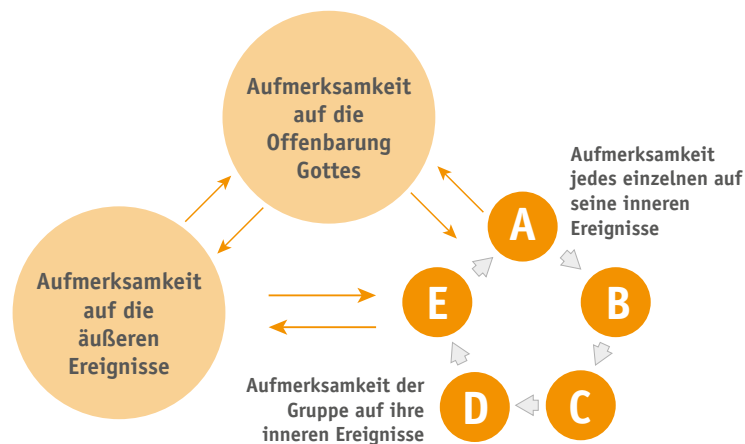 Aufmerksamkeit
auf die
Offenbarung
Gottes
Aufmerksamkeit
jedes einzelnen auf
seine inneren
Ereignisse
A
Aufmerksamkeit
auf die
äußeren
Ereignisse
E
B
Aufmerksamkeit der
Gruppe auf ihre
inneren Ereignisse
D
C